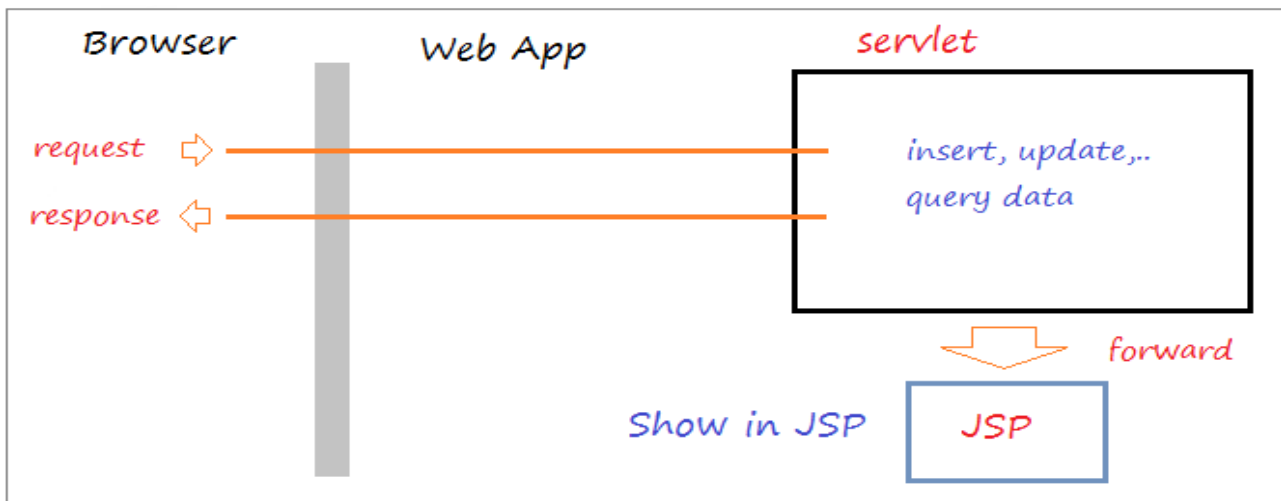 Browser
Web App
servlet
request
response
insert, update,..
query data
forward
Show in JSP
JSP